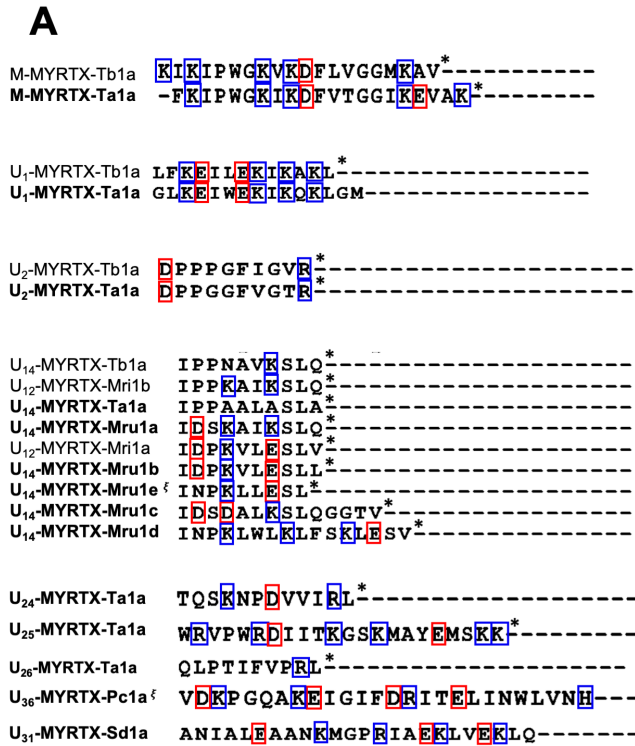 A
M-MYRTX-Tb1a KIKIPWGKVKDFLVGGMKAV*-----------
M-MYRTX-Ta1a -FKIPWGKIKDFVTGGIKEVAK*---------
U₁-MYRTX-Tb1a LFKEILEKIKAKL*------------------
U₁-MYRTX-Ta1a GLKEIWEKIKQKLGM----------------
U₂-MYRTX-Tb1a DPPPGFIGVR*----------------------
U₂-MYRTX-Ta1a DPPGGFVGTR*----------------------
U₁₄-MYRTX-Tb1a IPPNAVKSLQ*---------------------
U₁₂-MYRTX-Mri1b IPPKAIKSLQ*---------------------
U₁₄-MYRTX-Ta1a IPPAALASLA*---------------------
U₁₄-MYRTX-Mru1a IDSKAIKSLQ*---------------------
U₁₂-MYRTX-Mri1a IDPKVLESLV*---------------------
U₁₄-MYRTX-Mru1b IDPKVLESLL*---------------------
U₁₄-MYRTX-Mru1e ξ INPKLLESL*----------------------
U₁₄-MYRTX-Mru1c IDSDALKSLQGGTV*-----------------
U₁₄-MYRTX-Mru1d INPKLWLKLFSKLESV*---------------
U₂₄-MYRTX-Ta1a TQSKNPDVVIRL*-------------------
U₂₅-MYRTX-Ta1a WRVPWRDIITKGSKMAYEMSKK*--------
U₂₆-MYRTX-Ta1a QLPTIFVPRL*---------------------
U₃₆-MYRTX-Pc1a ξ VDKPGQAKEIGIFDRITELINWLVNH---
U₃₁-MYRTX-Sd1a ANIALEAANKMGPRIAEKLVEKLQ------